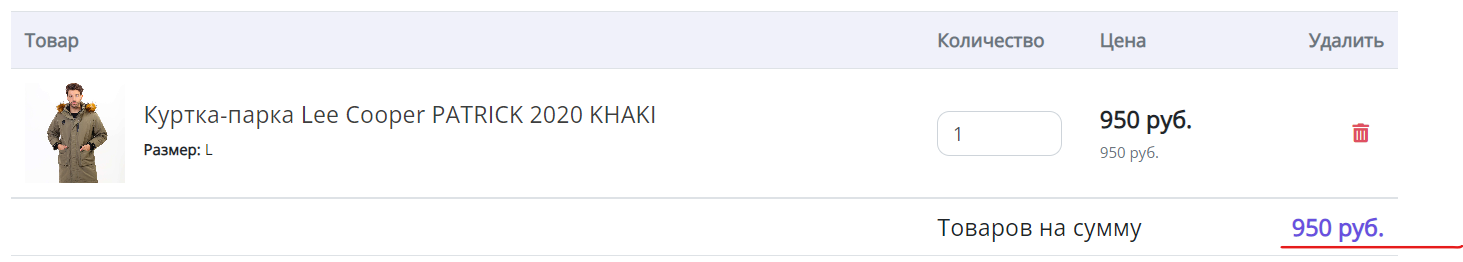 Товар Количество Цена Удалить
Куртка-парка Lee Cooper PATRICK 2020 KHAKI
Размер: L
1
950 руб.
950 руб.
Товаров на сумму 950 руб.